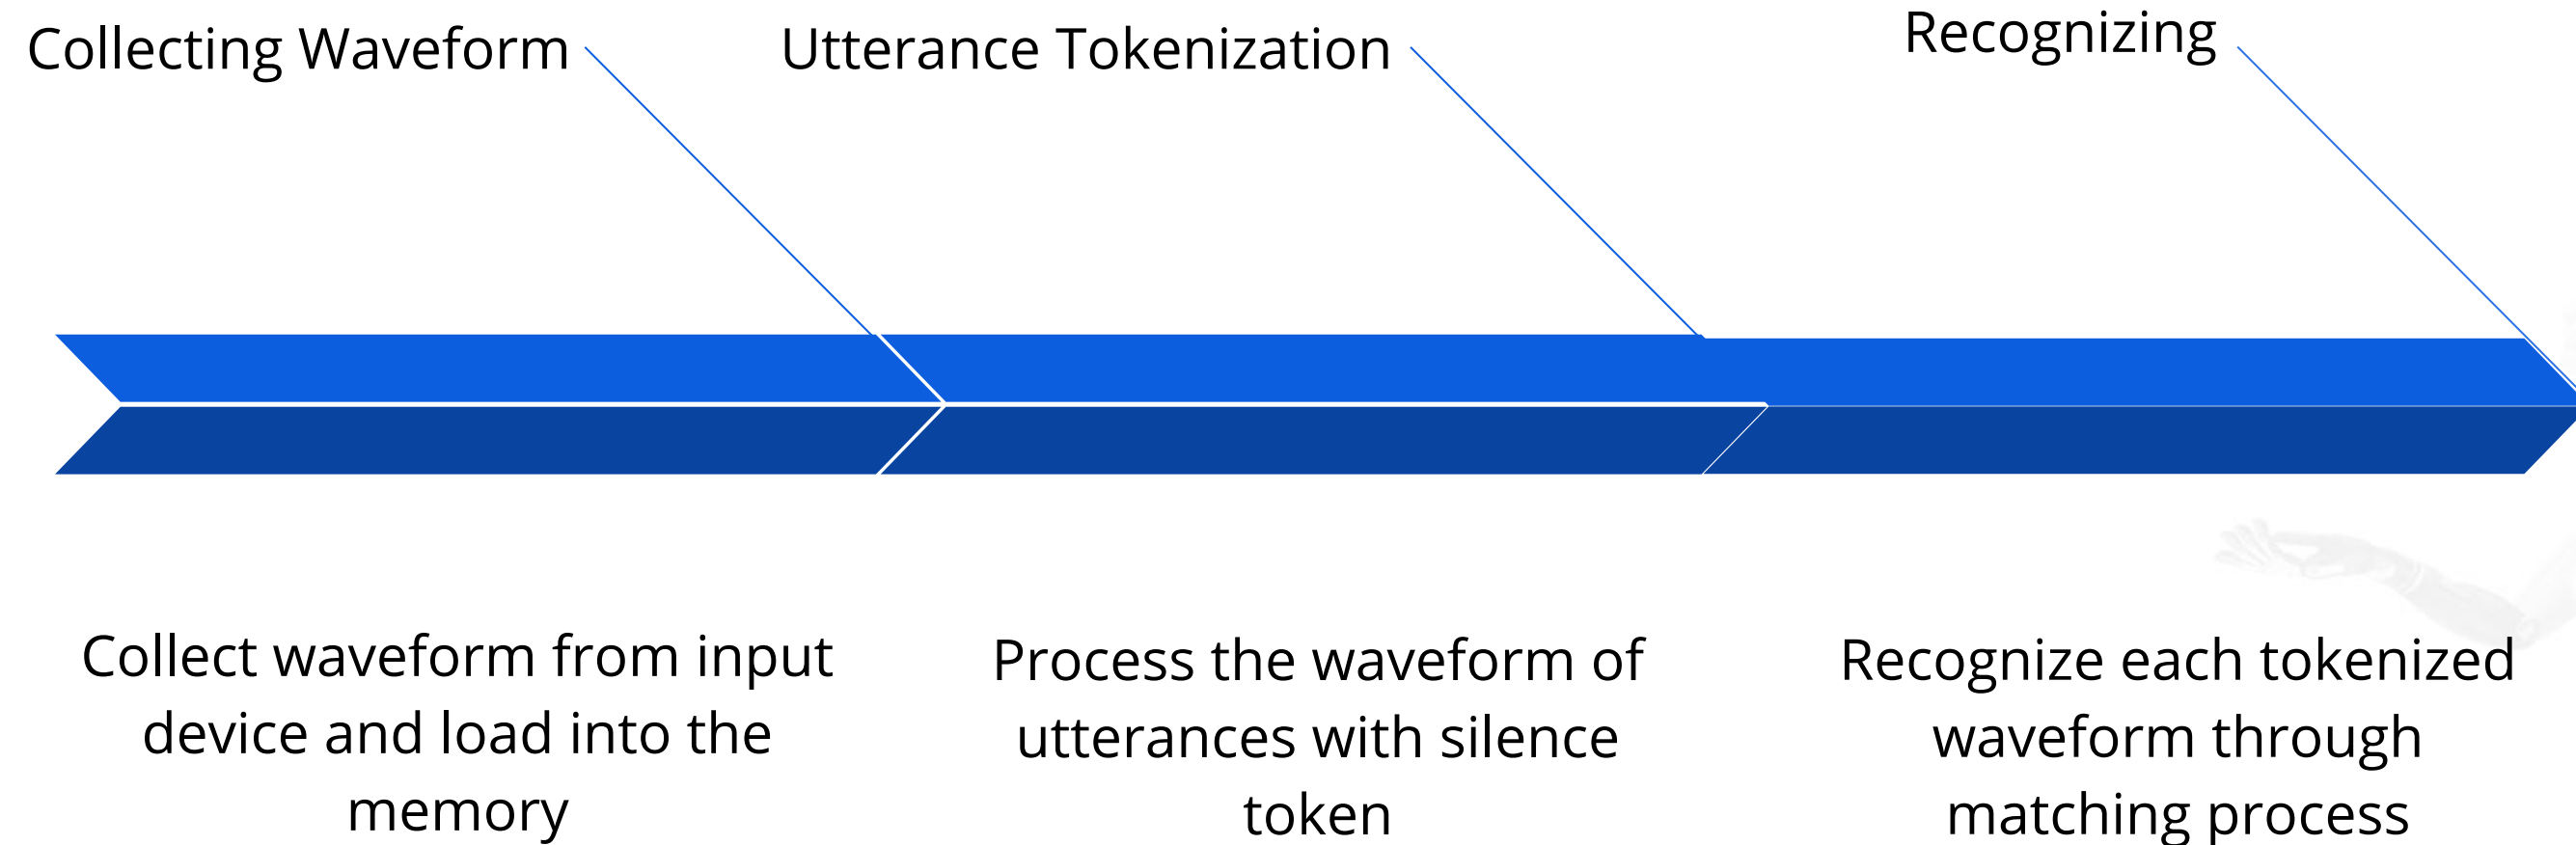 Collecting Waveform
Utterance Tokenization
Recognizing
Collect waveform from input
device and load into the
memory
Process the waveform of
utterances with silence
token
Recognize each tokenized
waveform through
matching process